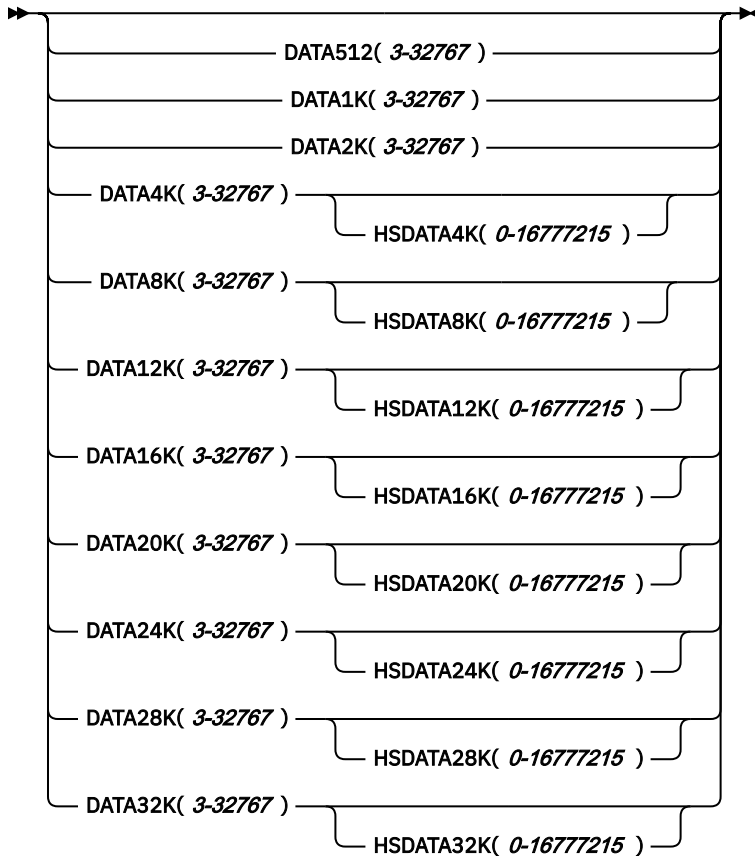 DATA512( 3-32767 )
DATA1K( 3-32767 )
DATA2K( 3-32767 )
DATA4K( 3-32767 )
HSDATA4K( 0-16777215 )
DATA8K( 3-32767 )
HSDATA8K( 0-16777215 )
DATA12K( 3-32767 )
HSDATA12K( 0-16777215 )
DATA16K( 3-32767 )
HSDATA16K( 0-16777215 )
DATA20K( 3-32767 )
HSDATA20K( 0-16777215 )
DATA24K( 3-32767 )
HSDATA24K( 0-16777215 )
DATA28K( 3-32767 )
HSDATA28K( 0-16777215 )
DATA32K( 3-32767 )
HSDATA32K( 0-16777215 )